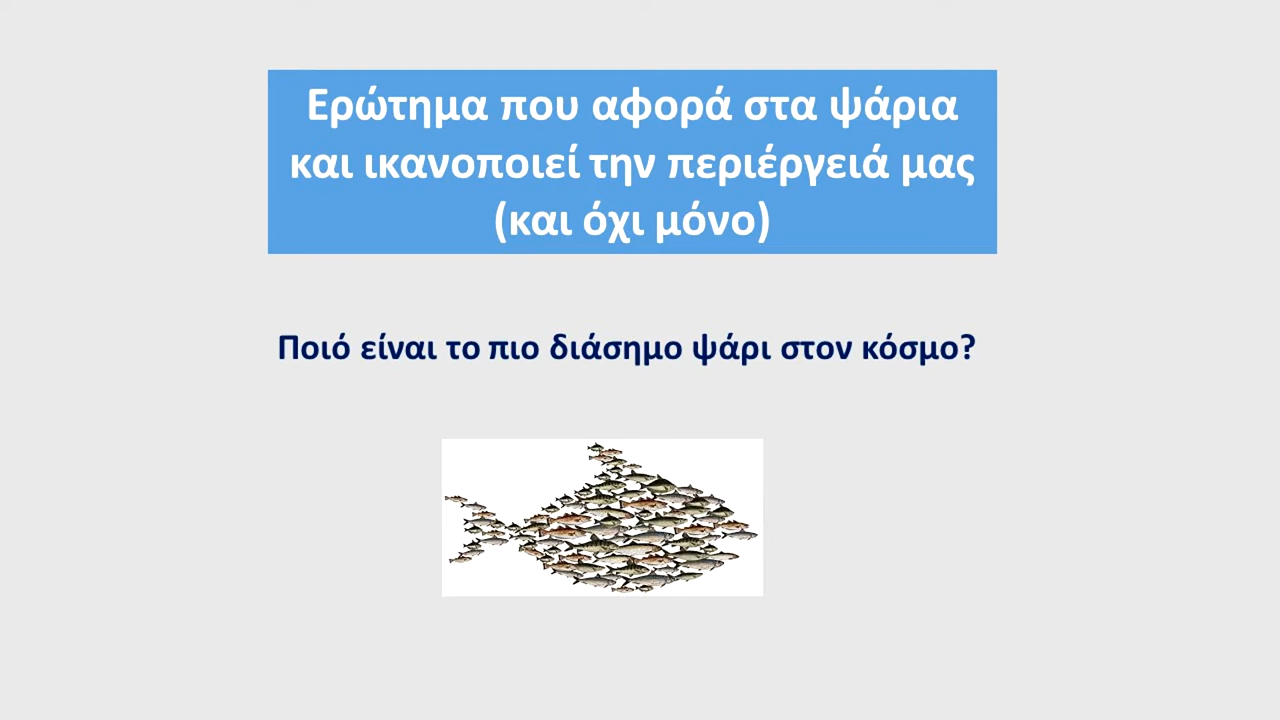 Ερώτημα που αφορά στα ψάρια
και ικανοποιεί την περιέργειά μας
(και όχι μόνο)
Ποιό είναι το πιο διάσημο ψάρι στον κόσμο?